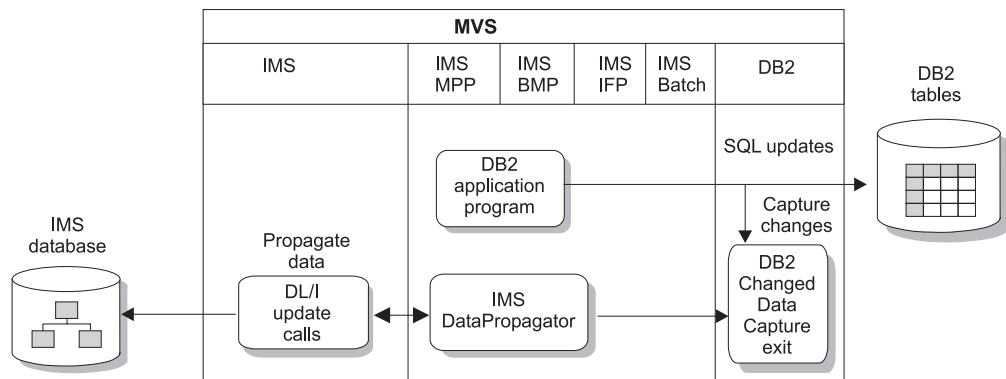 MVS
IMS
IMS
MPP
IMS
BMP
IMS
IFP
IMS
Batch
DB2
DB2
tables
SQL updates
DB2
application
program
Capture
changes
IMS
database
Propagate
data
DL/I
update
calls
IMS
DataPropagator
DB2
Changed
Data
Capture
exit